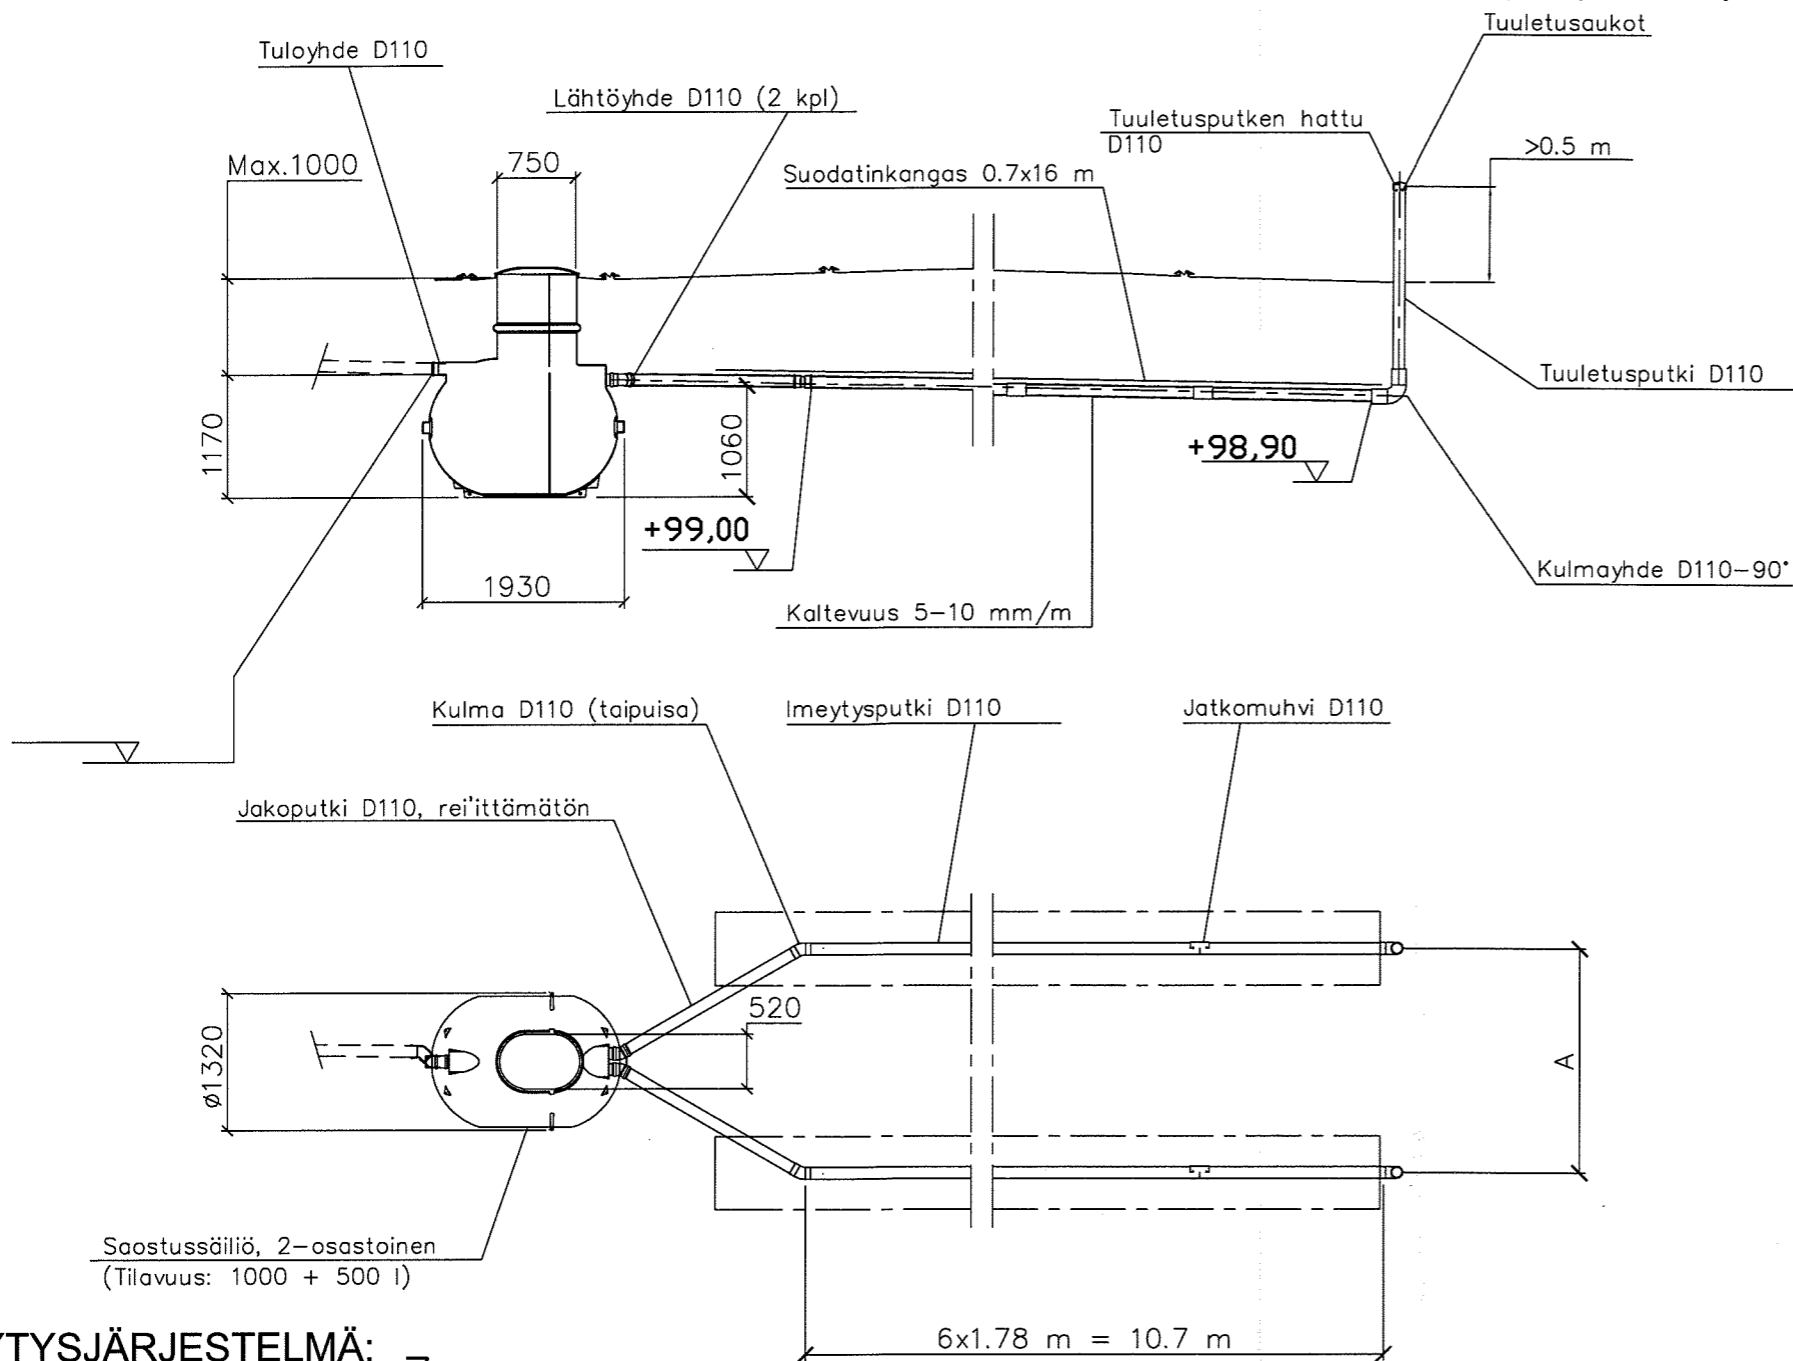 Tuuletusaukot
Tuloyhde D110
Lähtöyhde D110 (2 kpl)
Tuuletusputken hattu
D110
>0.5 m
Max.1000
750
Suodatinkangas 0.7x16 m
Tuuletusputki D110
1170
1060
+98,90
+99,00
1930
Kulmayhde D110-90°
Kaltevuus 5-10 mm/m
Kulma D110 (taipuisa)
Imeytysputki D110
Jatkomuhvi D110
Jakoputki D110, rei'ittämätön
520
ø1320
A
Saostussäiliö, 2-osastoinen
(Tilavuus: 1000 + 500 l)
YTYSJÄRJESTELMÄ:
6x1.78 m = 10.7 m